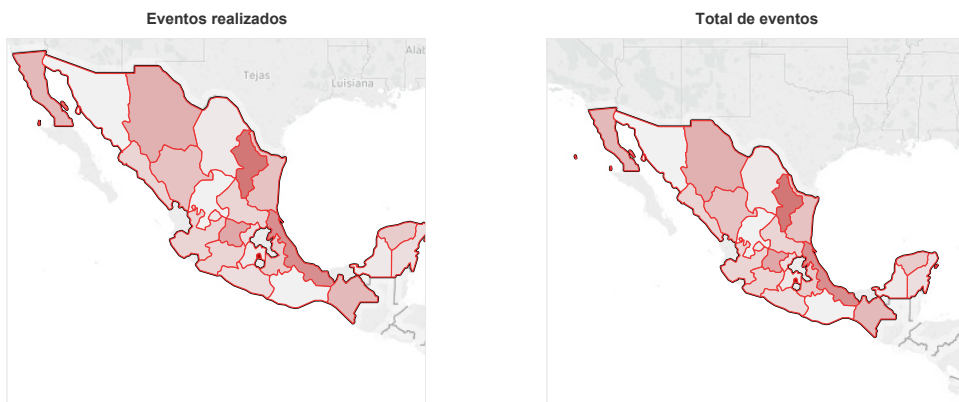 Eventos realizados
Total de eventos
Tejas
Luisiana